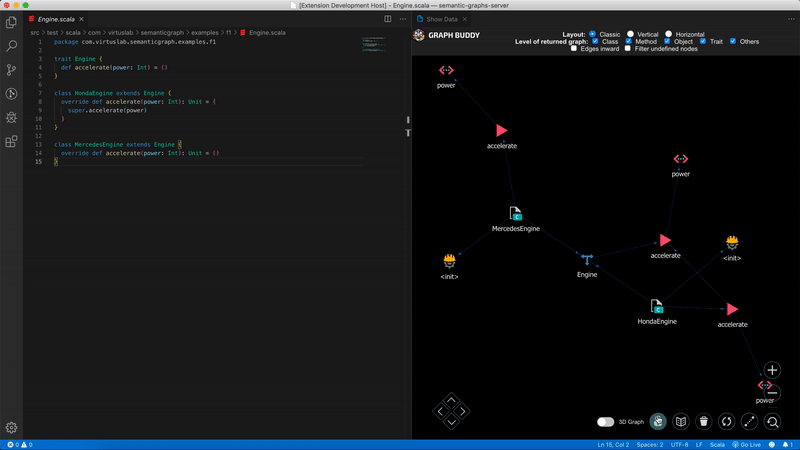 [Extension Development Host] - Engine.scala — semantic-graphs-server
Engine.scala
src > test > scala > com > virtuslab > semanticgraph > examples > f1 > Engine.scala
1 package com.virtuslab.semanticgraph.examples.f1
2
3 trait Engine {
4 def accelerate(power: Int) = ()
5 }
6
7 class HondaEngine extends Engine {
8 override def accelerate(power: Int): Unit = {
9 super.accelerate(power)
10 }
11 }
12
13 class MercedesEngine extends Engine {
14 override def accelerate(power: Int): Unit = ()
15 }
Show Data
GRAPH BUDDY
Layout: Classic Vertical Horizontal
Level of returned graph: Class Method Object Trait Others
Edges inward Filter undefined nodes
power
accelerate
power
MercedesEngine
accelerate
<init>
<init>
Engine
HondaEngine
accelerate
power
3D Graph
0 0
Ln 15, Col 2 Spaces: 2 UTF-8 LF Scala Go Live 1